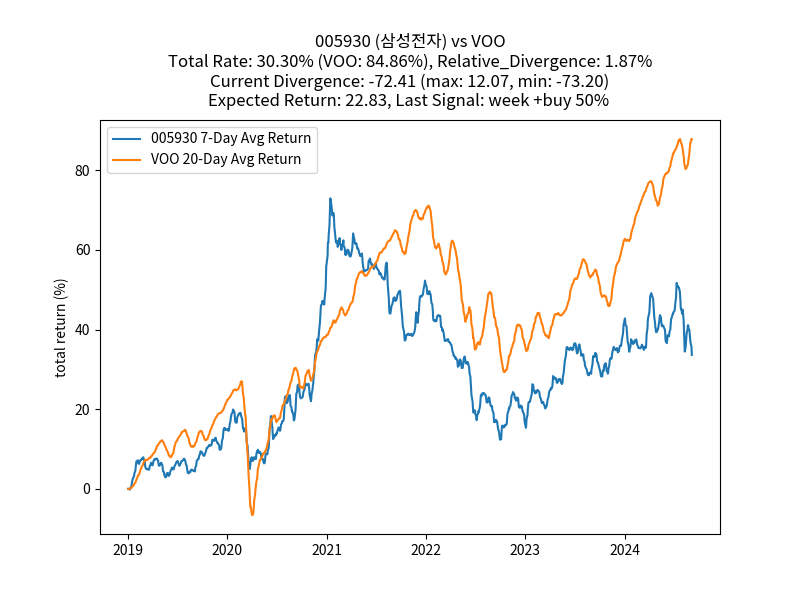 005930 (삼성전자) vs VOO
Total Rate: 30.30% (VOO: 84.86%), Relative_Divergence: 1.87%
Current Divergence: -72.41 (max: 12.07, min: -73.20)
Expected Return: 22.83, Last Signal: week +buy 50%
005930 7-Day Avg Return
VOO 20-Day Avg Return
total return (%)
80
60
40
20
0
2019 2020 2021 2022 2023 2024